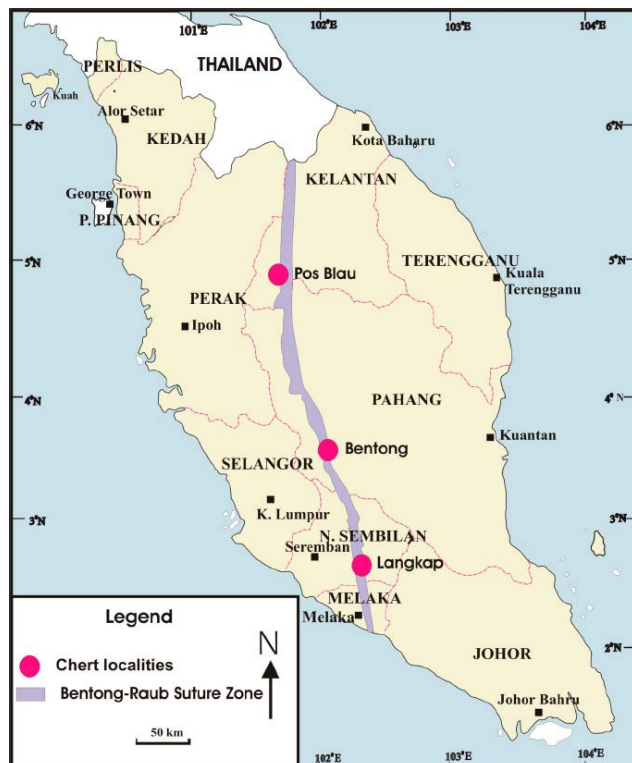 101°E
102°E
103°E
104°E
THAILAND
PERLIS
Kuah
Alor Setar
6°N
6°N
Kota Baharu
KEDAH
KELANTAN
George Town
P. PINANG
5°N
5°N
TERENGGANU
Pos Blau
Kuala
Terengganu
PERAK
Ipoh
4°N
4°N
PAHANG
Kuantan
Bentong
SELANGOR
K. Lumpur
3°N
3°N
N. SEMBILAN
Seremban
Langkap
MELAKA
Melaka
Legend
N
2°N
JOHOR
Chert localities
Bentong-Raub Suture Zone
Johor Bahru
50 km
102°E
103°E
104°E